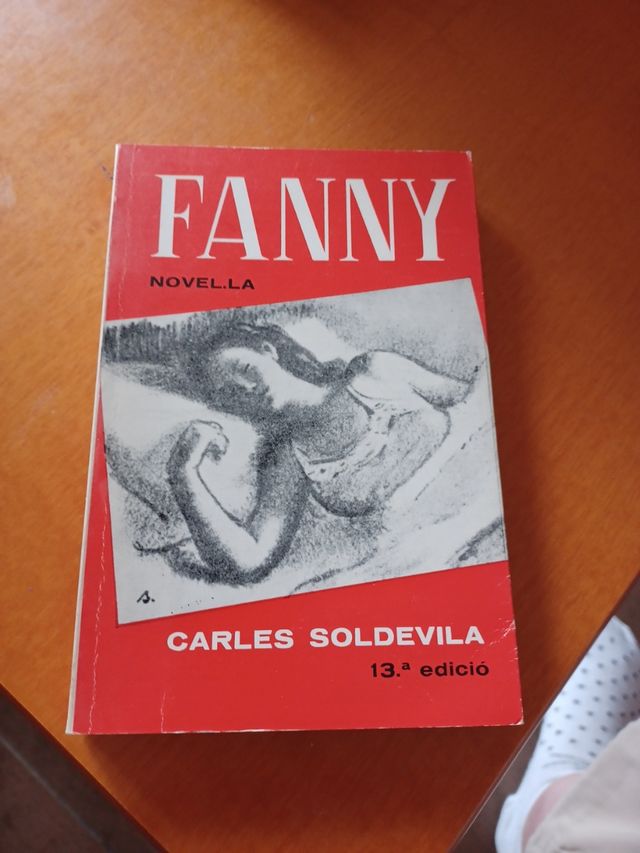 FANNY
NOVEL.LA
s.
CARLES SOLDEVILA
13.ª edició